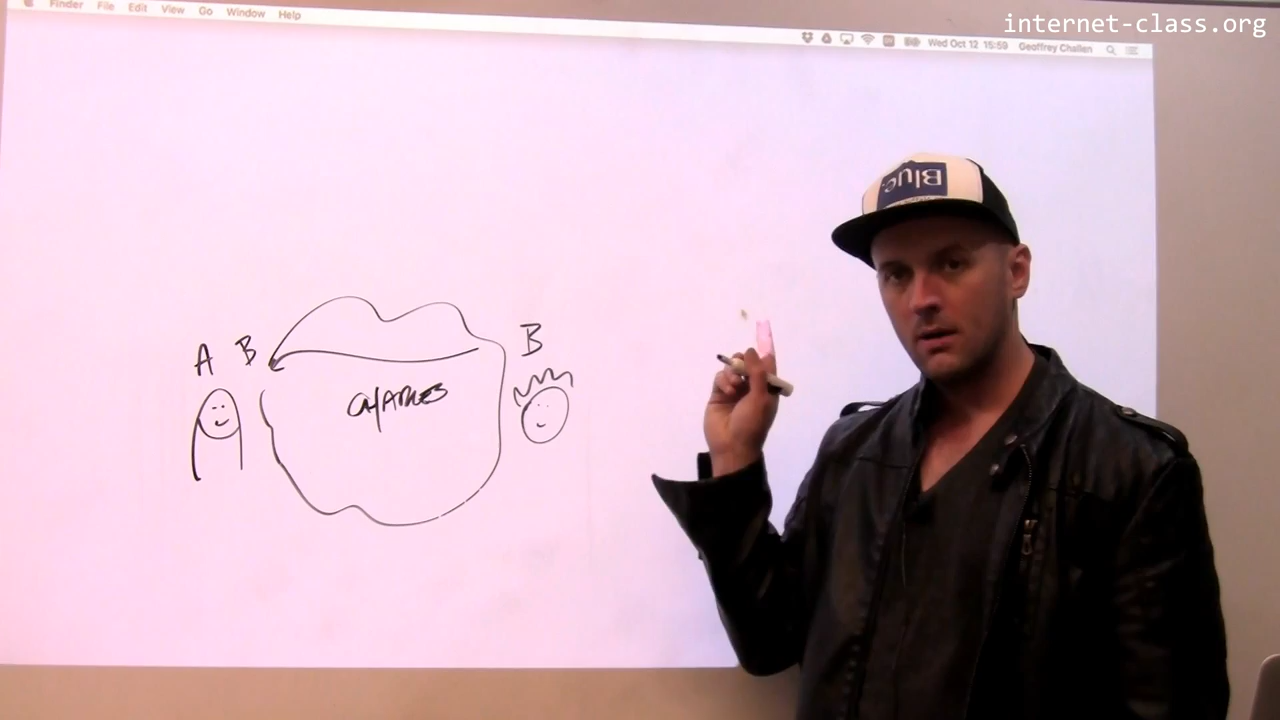 Finder File Edit View Go Window Help
internet-class.org
Wed Oct 12 15:59 Geoffrey Challen
Blue.
A B
B
CHARLES